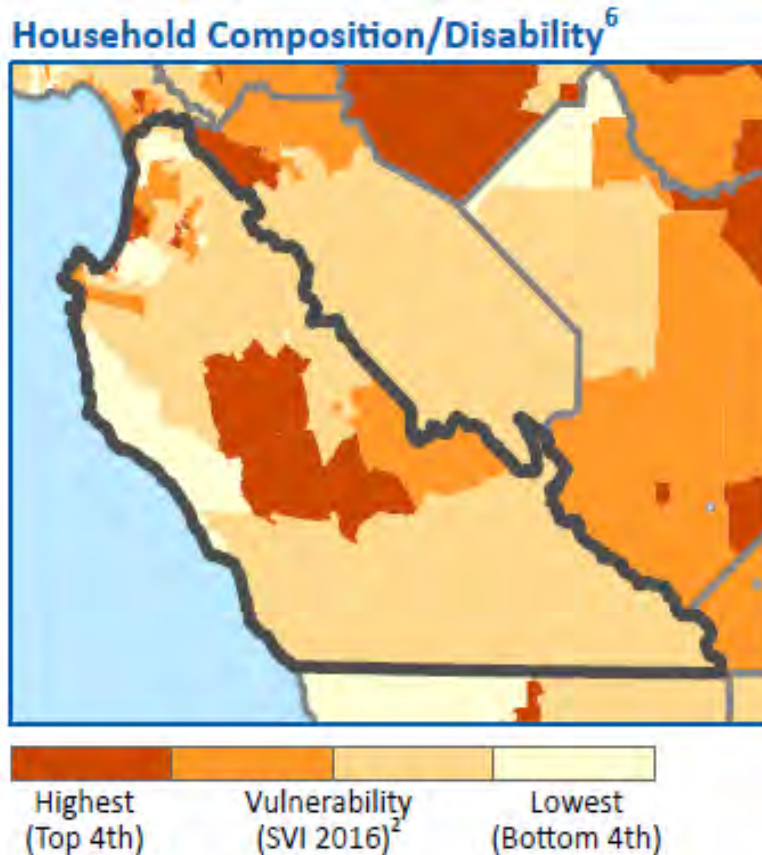 Household Composition/Disability6
Highest Vulnerability Lowest
(Top 4th) (SVI 2016)2 (Bottom 4th)